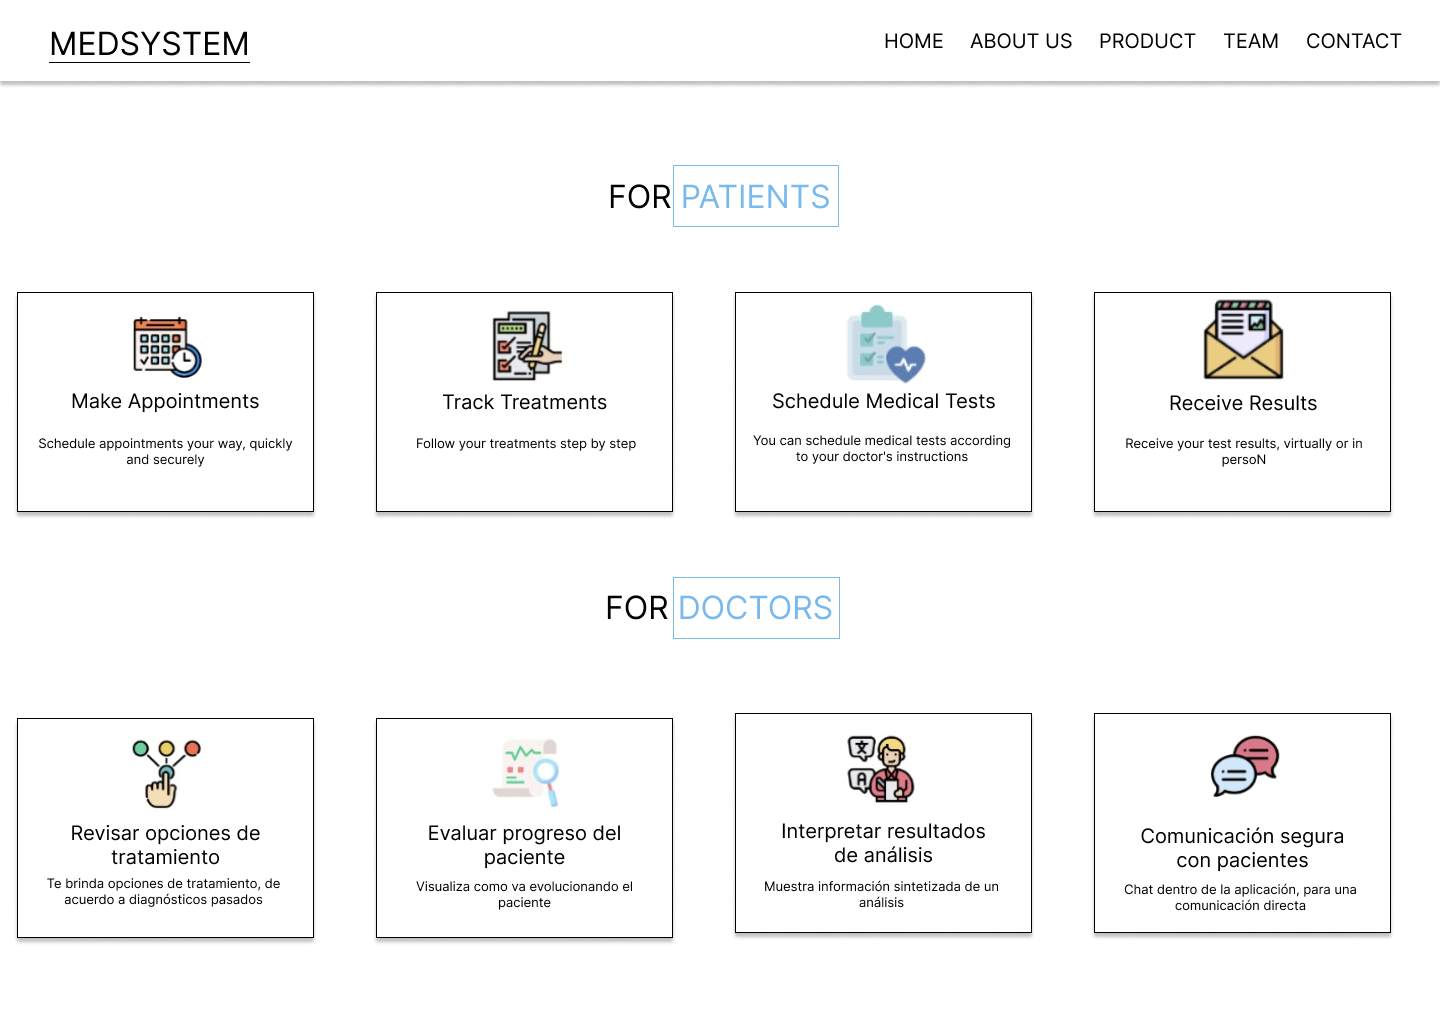 MEDSYSTEM
HOME ABOUT US PRODUCT TEAM CONTACT
FOR PATIENTS
Make Appointments
Schedule appointments your way, quickly
and securely
Track Treatments
Follow your treatments step by step
Schedule Medical Tests
You can schedule medical tests according
to your doctor's instructions
Receive Results
Receive your test results, virtually or in
persoN
FOR DOCTORS
Revisar opciones de
tratamiento
Te brinda opciones de tratamiento, de
acuerdo a diagnósticos pasados
Evaluar progreso del
paciente
Visualiza como va evolucionando el
paciente
文
A
Interpretar resultados
de análisis
Muestra información sintetizada de un
análisis
Comunicación segura
con pacientes
Chat dentro de la aplicación, para una
comunicación directa